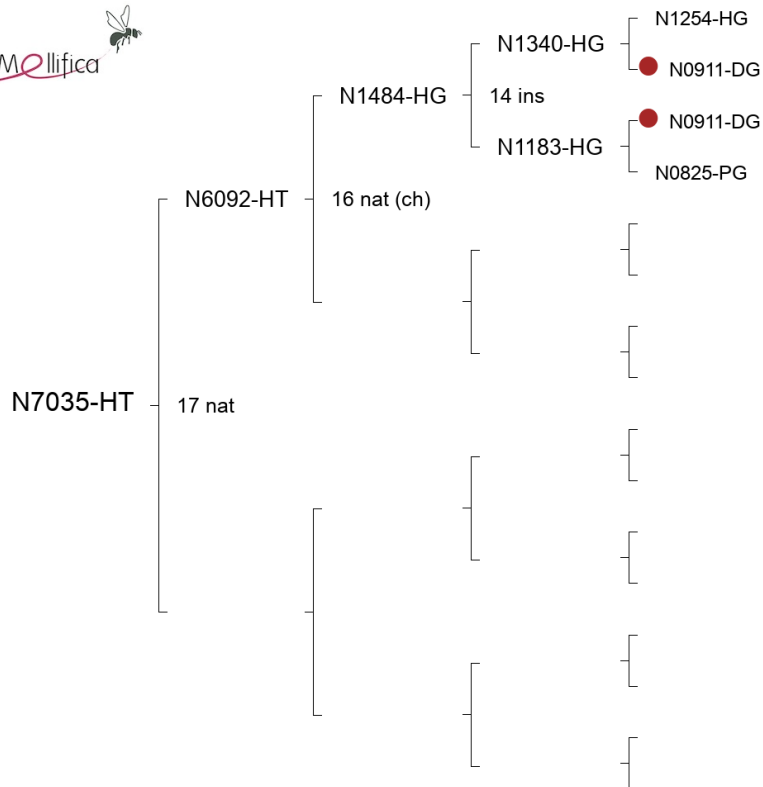 Mellifica
N1254-HG
N1340-HG
N0911-DG
N1484-HG
14 ins
N0911-DG
N1183-HG
N0825-PG
N6092-HT
16 nat (ch)
N7035-HT
17 nat